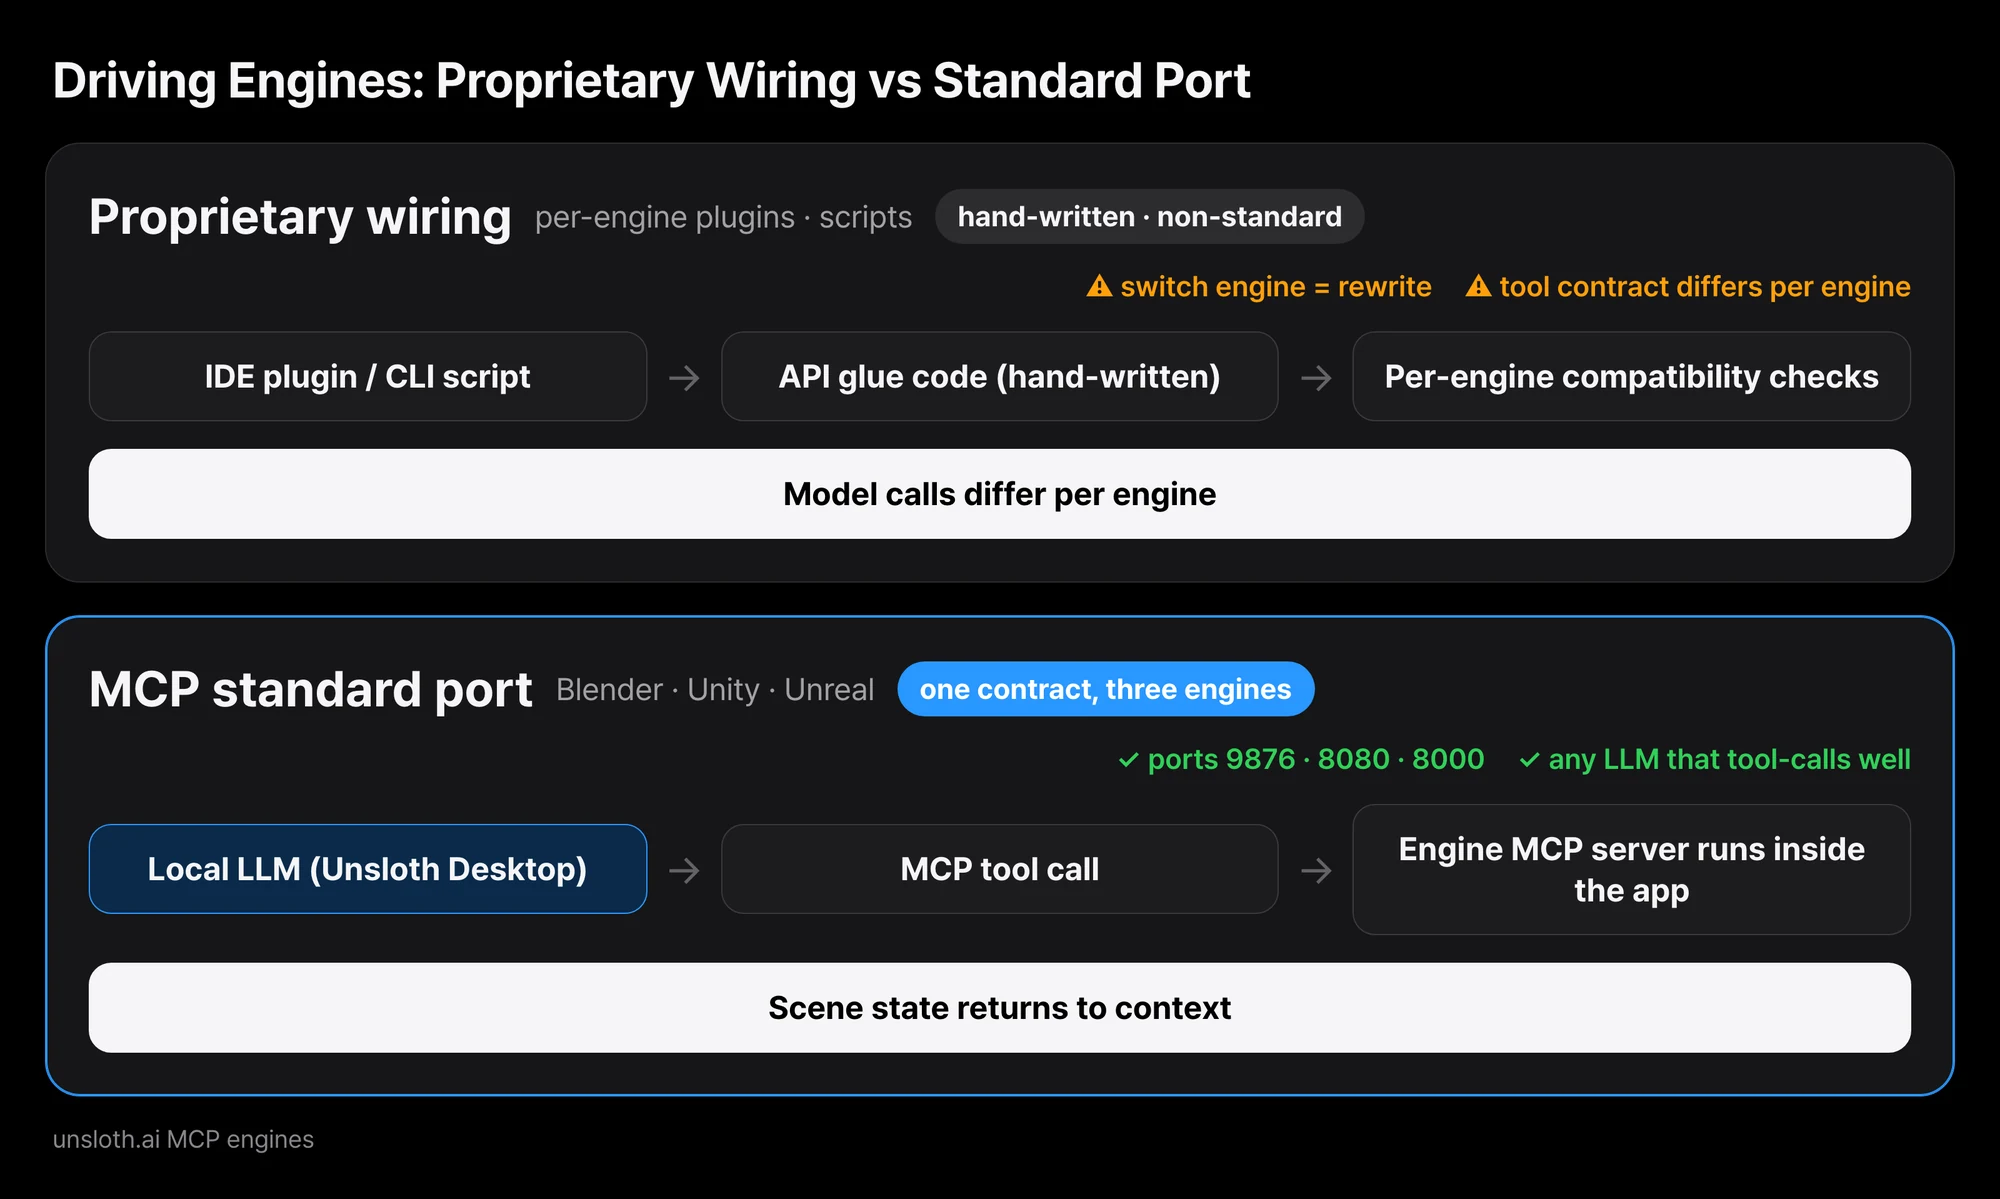 Driving Engines: Proprietary Wiring vs Standard Port
Proprietary wiring per-engine plugins · scripts hand-written · non-standard
⚠ switch engine = rewrite ⚠ tool contract differs per engine
IDE plugin / CLI script → API glue code (hand-written) → Per-engine compatibility checks
Model calls differ per engine
MCP standard port Blender · Unity · Unreal one contract, three engines
✓ ports 9876 · 8080 · 8000 ✓ any LLM that tool-calls well
Local LLM (Unsloth Desktop) → MCP tool call → Engine MCP server runs inside
the app
Scene state returns to context
unsloth.ai MCP engines